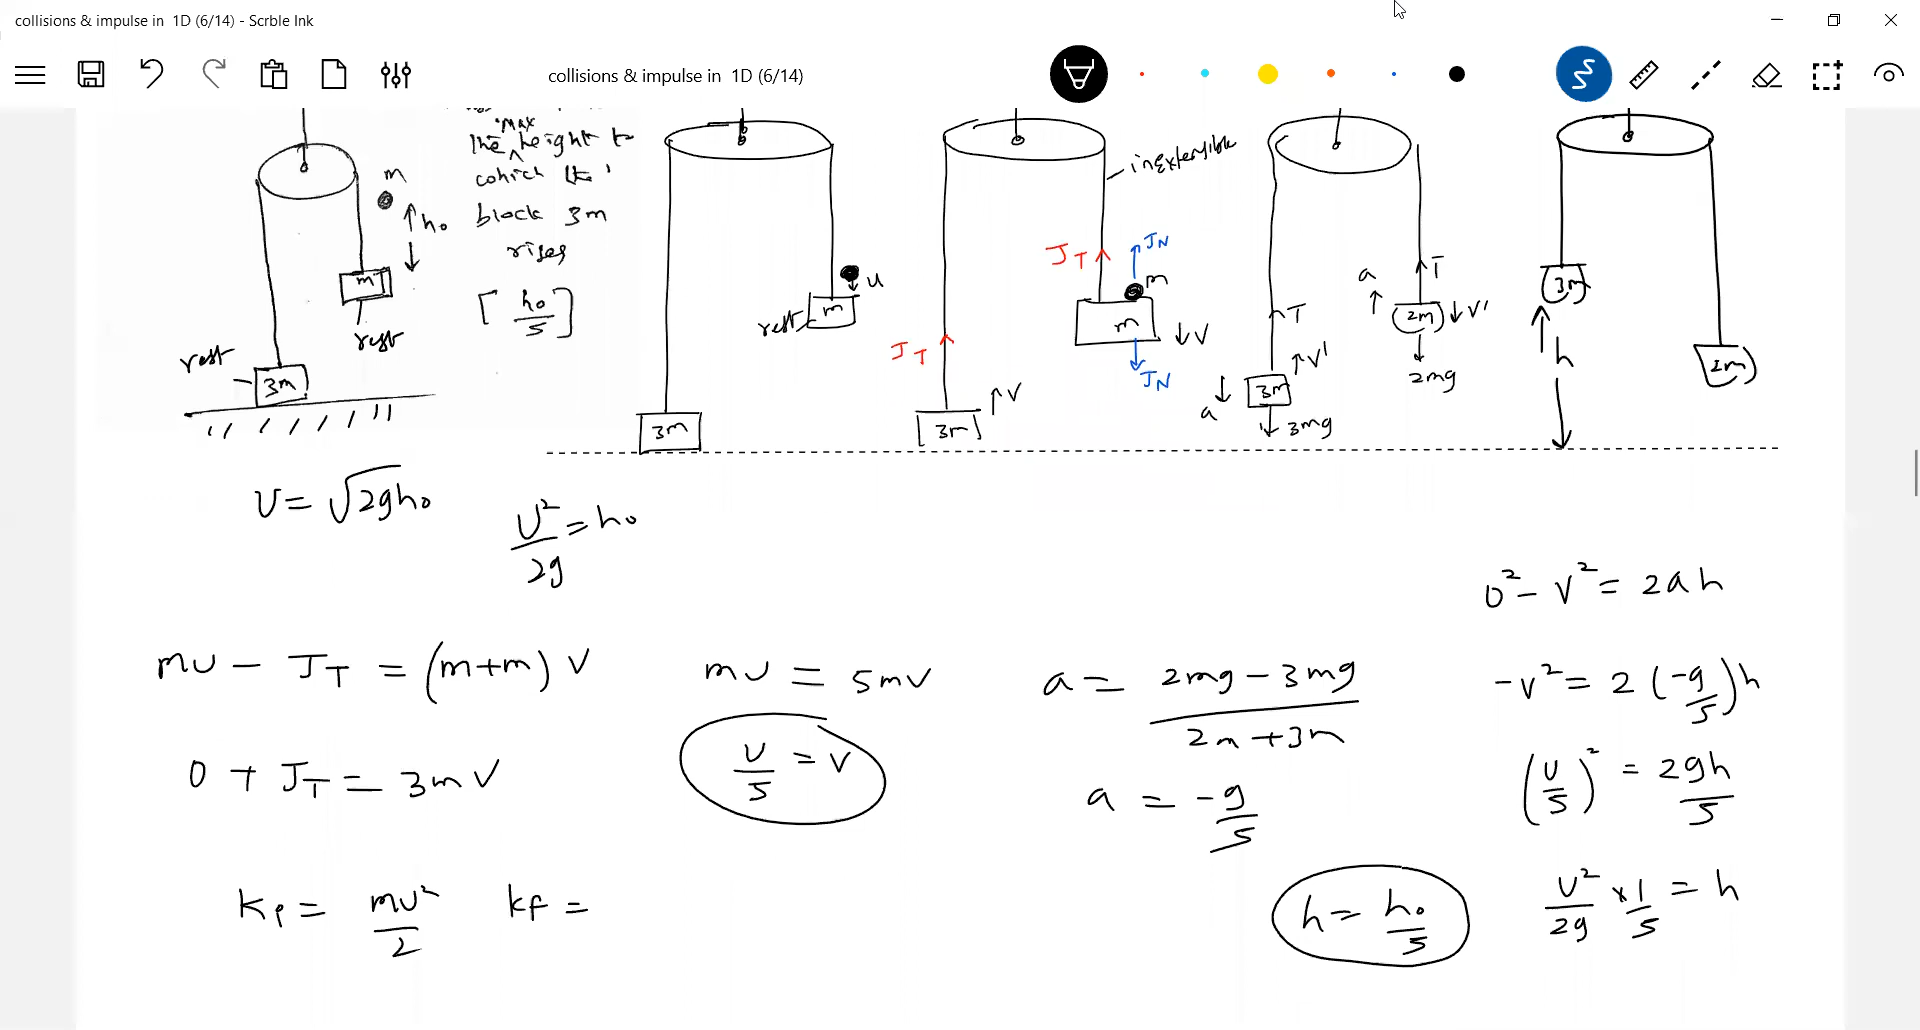 collisions & impulse in 1D (6/14) - Scrble Ink
collisions & impulse in 1D (6/14)
max
the height to
which the
block 3m
rises
[h₀/5]
m
h₀
m
rest
rest
3m
u
rest
m
3m
inextensible
J_T
J_N
m
m
↓V
J_N
J_T
↑V
3m
T
↑V'
a
3m
3mg
a
T
2m
↓V'
2mg
3m
h
2m
U = √2gh₀
U²/2g = h₀
mu - J_T = (m+m) V
0 + J_T = 3mV
mu = 5mV
u/5 = V
a = (2mg - 3mg)/(2m + 3m)
a = -g/5
0² - V² = 2ah
-V² = 2(-g/5)h
(u/5)² = 2gh/5
U²/2g × 1/5 = h
h = h₀/5
Ki = mu²/2 Kf =